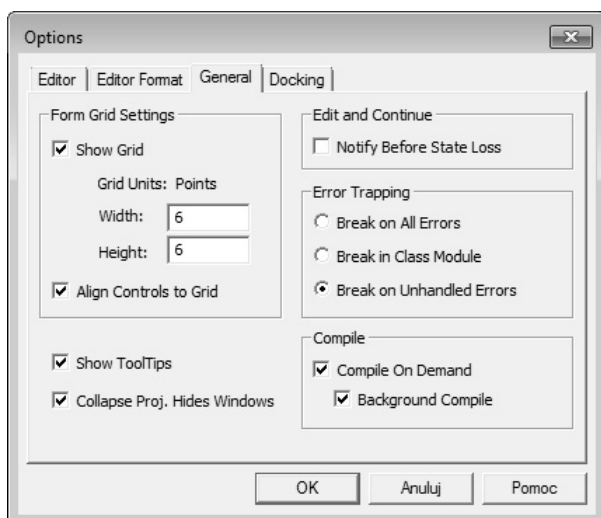 Options
Editor Editor Format General Docking
Form Grid Settings
Show Grid
Grid Units: Points
Width: 6
Height: 6
Align Controls to Grid
Show ToolTips
Collapse Proj. Hides Windows
Edit and Continue
Notify Before State Loss
Error Trapping
Break on All Errors
Break in Class Module
Break on Unhandled Errors
Compile
Compile On Demand
Background Compile
OK Anuluj Pomoc